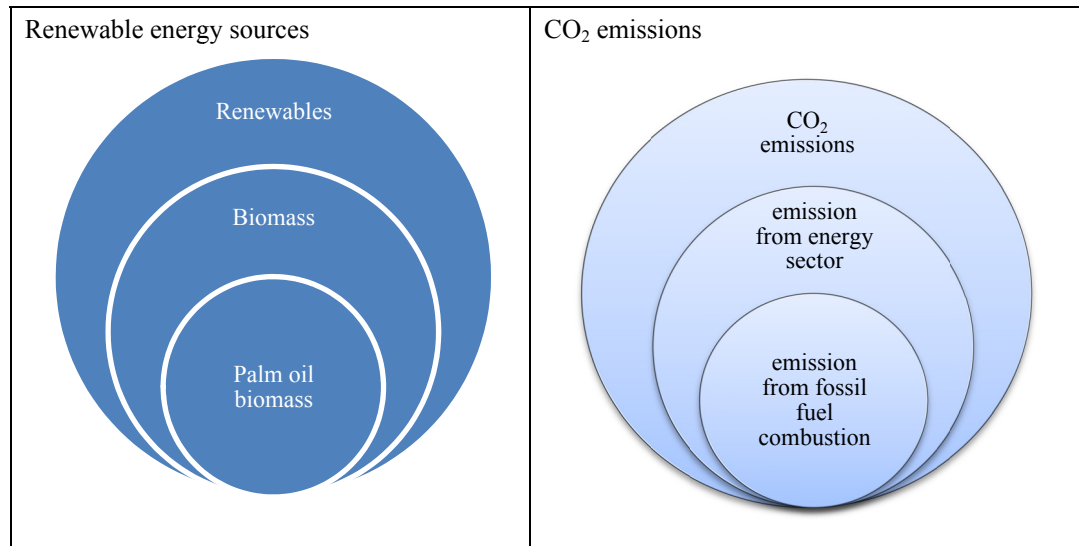 Renewable energy sources
Renewables
Biomass
Palm oil
biomass
CO₂ emissions
CO₂
emissions
emission
from energy
sector
emission
from fossil
fuel
combustion